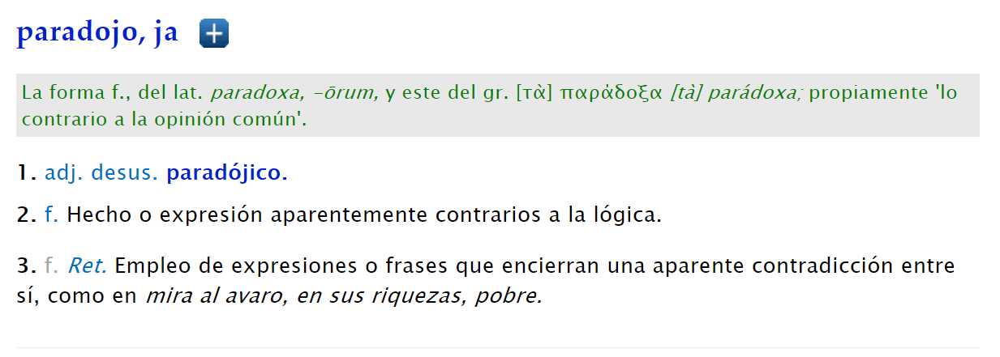 paradojo, ja
La forma f., del lat. paradoxa, -ōrum, y este del gr. [τὰ] παράδοξα [tà] parádoxa; propiamente 'lo
contrario a la opinión común'.
1. adj. desus. paradójico.
2. f. Hecho o expresión aparentemente contrarios a la lógica.
3. f. Ret. Empleo de expresiones o frases que encierran una aparente contradicción entre
sí, como en mira al avaro, en sus riquezas, pobre.